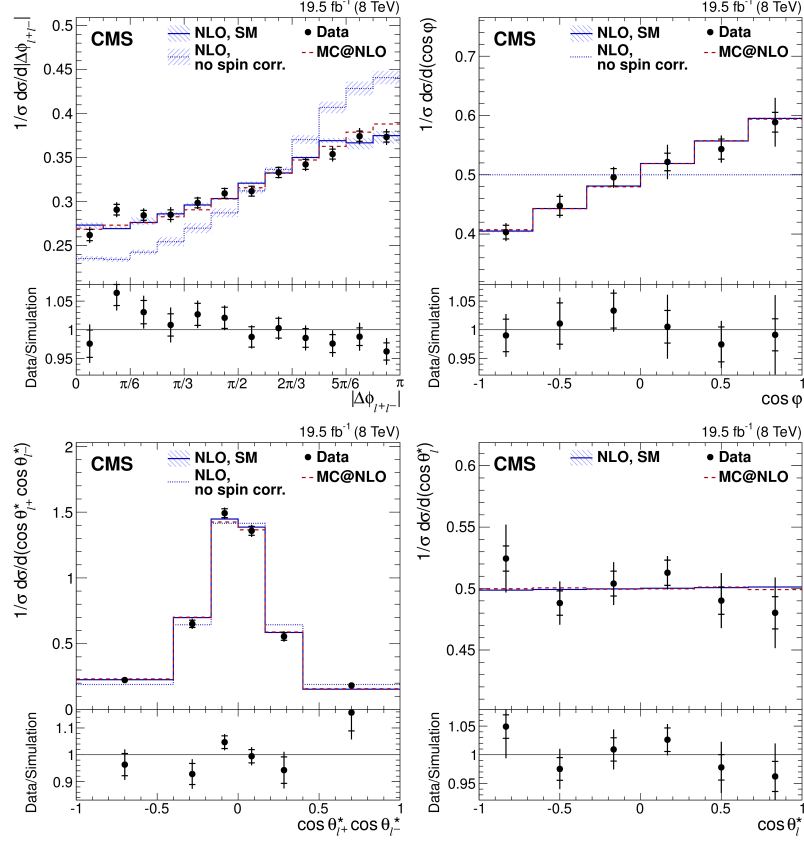 19.5 fb⁻¹ (8 TeV)
CMS
NLO, SM
NLO,
no spin corr.
Data
MC@NLO
1/σ dσ/d|Δϕ_{l+l−}|
0.5
0.45
0.4
0.35
0.3
0.25
Data/Simulation
1.05
1
0.95
0 π/6 π/3 π/2 2π/3 5π/6 π
|Δϕ_{l+l−}|
19.5 fb⁻¹ (8 TeV)
CMS
NLO, SM
NLO,
no spin corr.
Data
MC@NLO
1/σ dσ/d(cos φ)
0.7
0.6
0.5
0.4
Data/Simulation
1.05
1
0.95
-1 -0.5 0 0.5 1
cos φ
19.5 fb⁻¹ (8 TeV)
CMS
NLO, SM
NLO,
no spin corr.
Data
MC@NLO
1/σ dσ/d(cos θ*_{l+} cos θ*_{l−})
2
1.5
1
0.5
0
Data/Simulation
1.1
1
0.9
-1 -0.5 0 0.5 1
cos θ*_{l+} cos θ*_{l−}
19.5 fb⁻¹ (8 TeV)
CMS
NLO, SM
Data
MC@NLO
1/σ dσ/d(cos θ*_l)
0.6
0.55
0.5
0.45
Data/Simulation
1.05
1
0.95
-1 -0.5 0 0.5 1
cos θ*_l